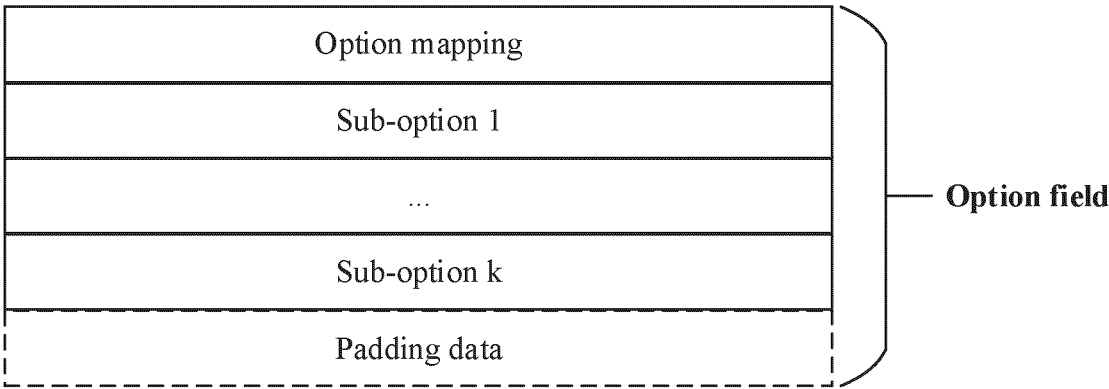 Option mapping
Sub-option 1
...
Option field
Sub-option k
Padding data